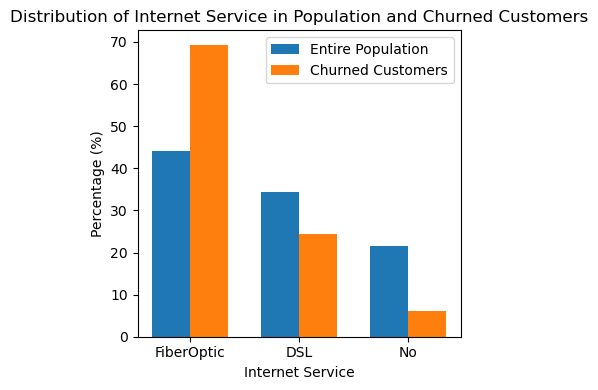 Distribution of Internet Service in Population and Churned Customers
Entire Population
Churned Customers
Percentage (%)
70
60
50
40
30
20
10
0
FiberOptic
DSL
No
Internet Service